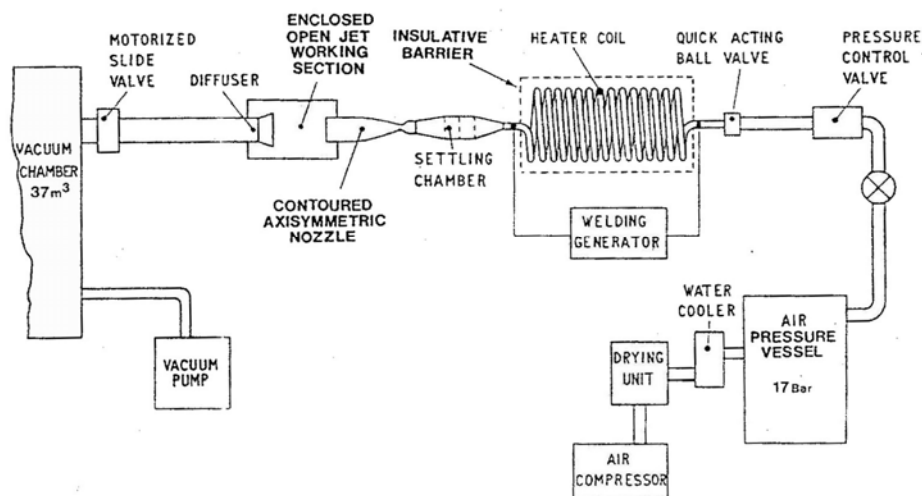 MOTORIZED
SLIDE
VALVE
DIFFUSER
ENCLOSED
OPEN JET
WORKING
SECTION
INSULATIVE
BARRIER
HEATER COIL
QUICK ACTING
BALL VALVE
PRESSURE
CONTROL
VALVE
VACUUM
CHAMBER
37m³
SETTLING
CHAMBER
CONTOURED
AXISYMMETRIC
NOZZLE
WELDING
GENERATOR
VACUUM
PUMP
WATER
COOLER
DRYING
UNIT
AIR
PRESSURE
VESSEL
17Bar
AIR
COMPRESSOR